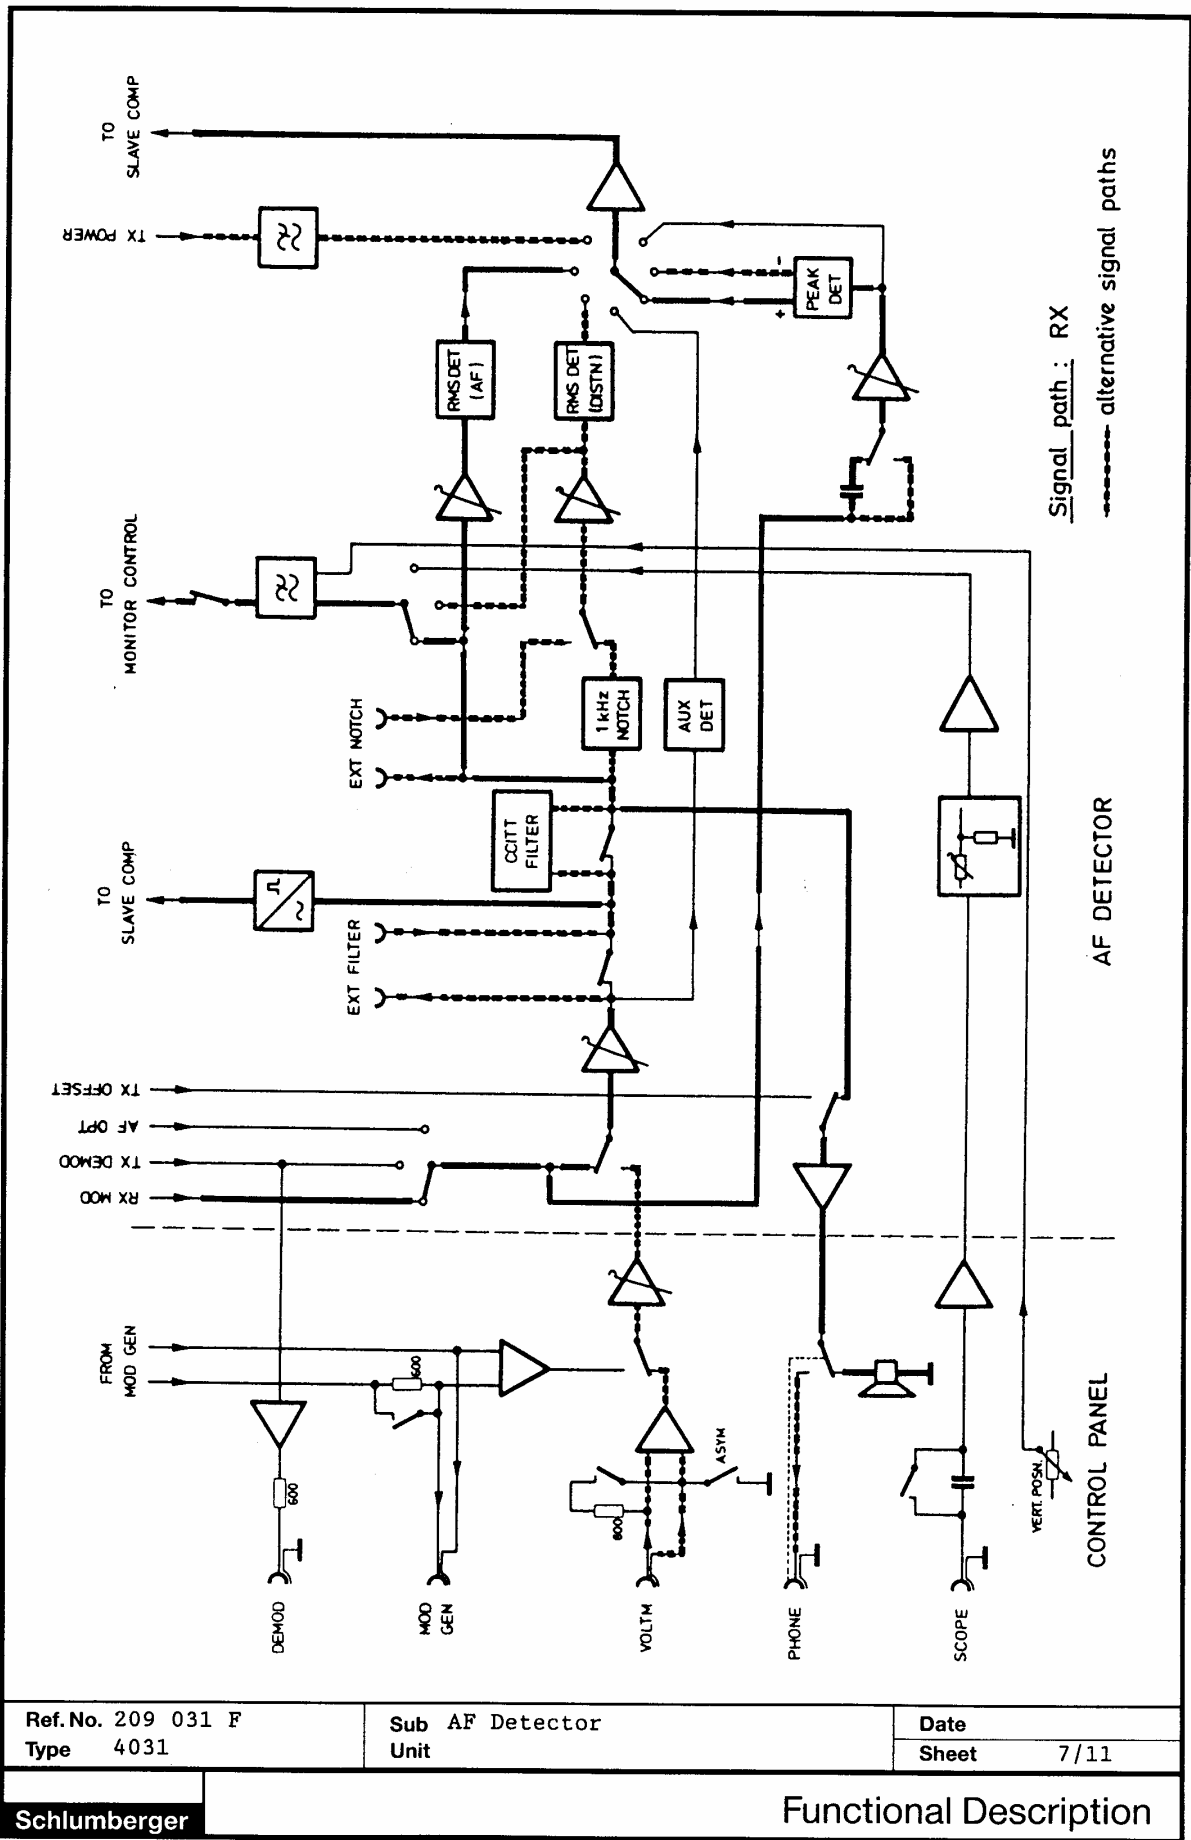 TO
SLAVE COMP
TX POWER
TO
MONITOR CONTROL
EXT NOTCH
TO
SLAVE COMP
EXT FILTER
TX OFFSET
AF OPT
TX DEMOD
RX MOD
FROM
MOD GEN
RMS DET
(AF)
RMS DET
(DISTN)
1 kHz
NOTCH
CCITT
FILTER
AUX
DET
-
+
PEAK
DET
600
600
600
ASYM
VERT. POSN.
DEMOD
MOD
GEN
VOLTM
PHONE
SCOPE
CONTROL PANEL
AF DETECTOR
Signal path : RX
alternative signal paths
Ref. No. 209 031 F
Type 4031
Sub AF Detector
Unit
Date
Sheet 7/11
Schlumberger
Functional Description